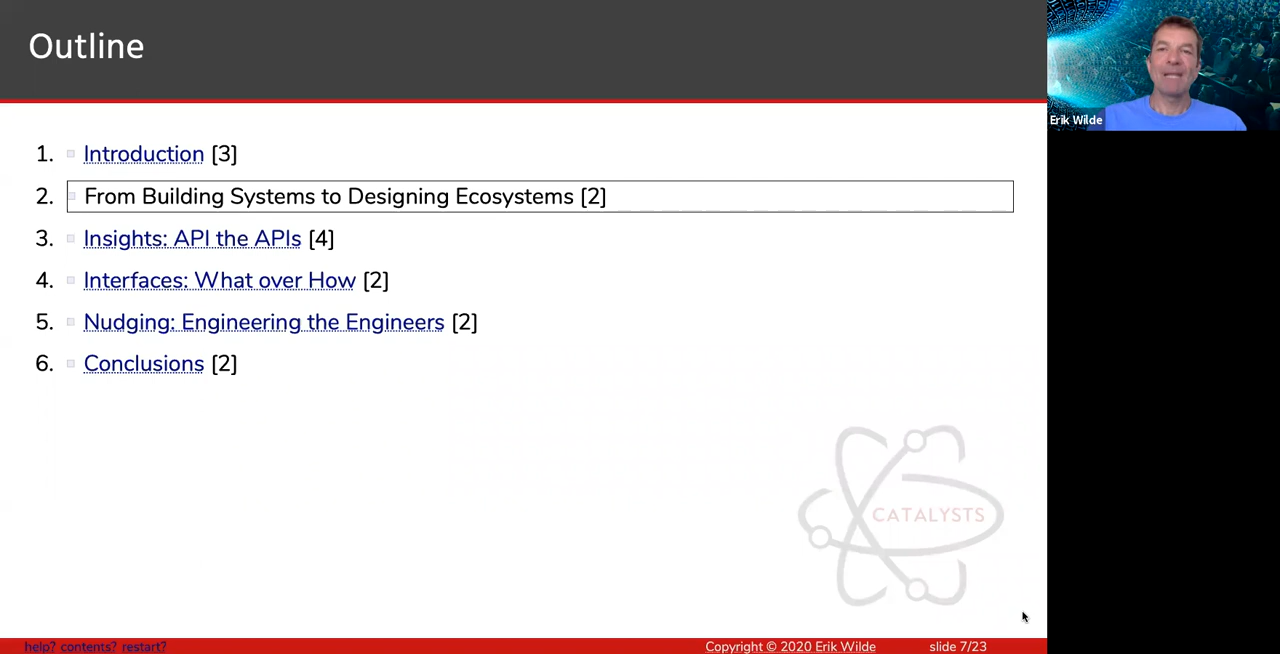 Outline
Erik Wilde
1. Introduction [3]
2. From Building Systems to Designing Ecosystems [2]
3. Insights: API the APIs [4]
4. Interfaces: What over How [2]
5. Nudging: Engineering the Engineers [2]
6. Conclusions [2]
CATALYSTS
help? contents? restart?
Copyright © 2020 Erik Wilde
slide 7/23